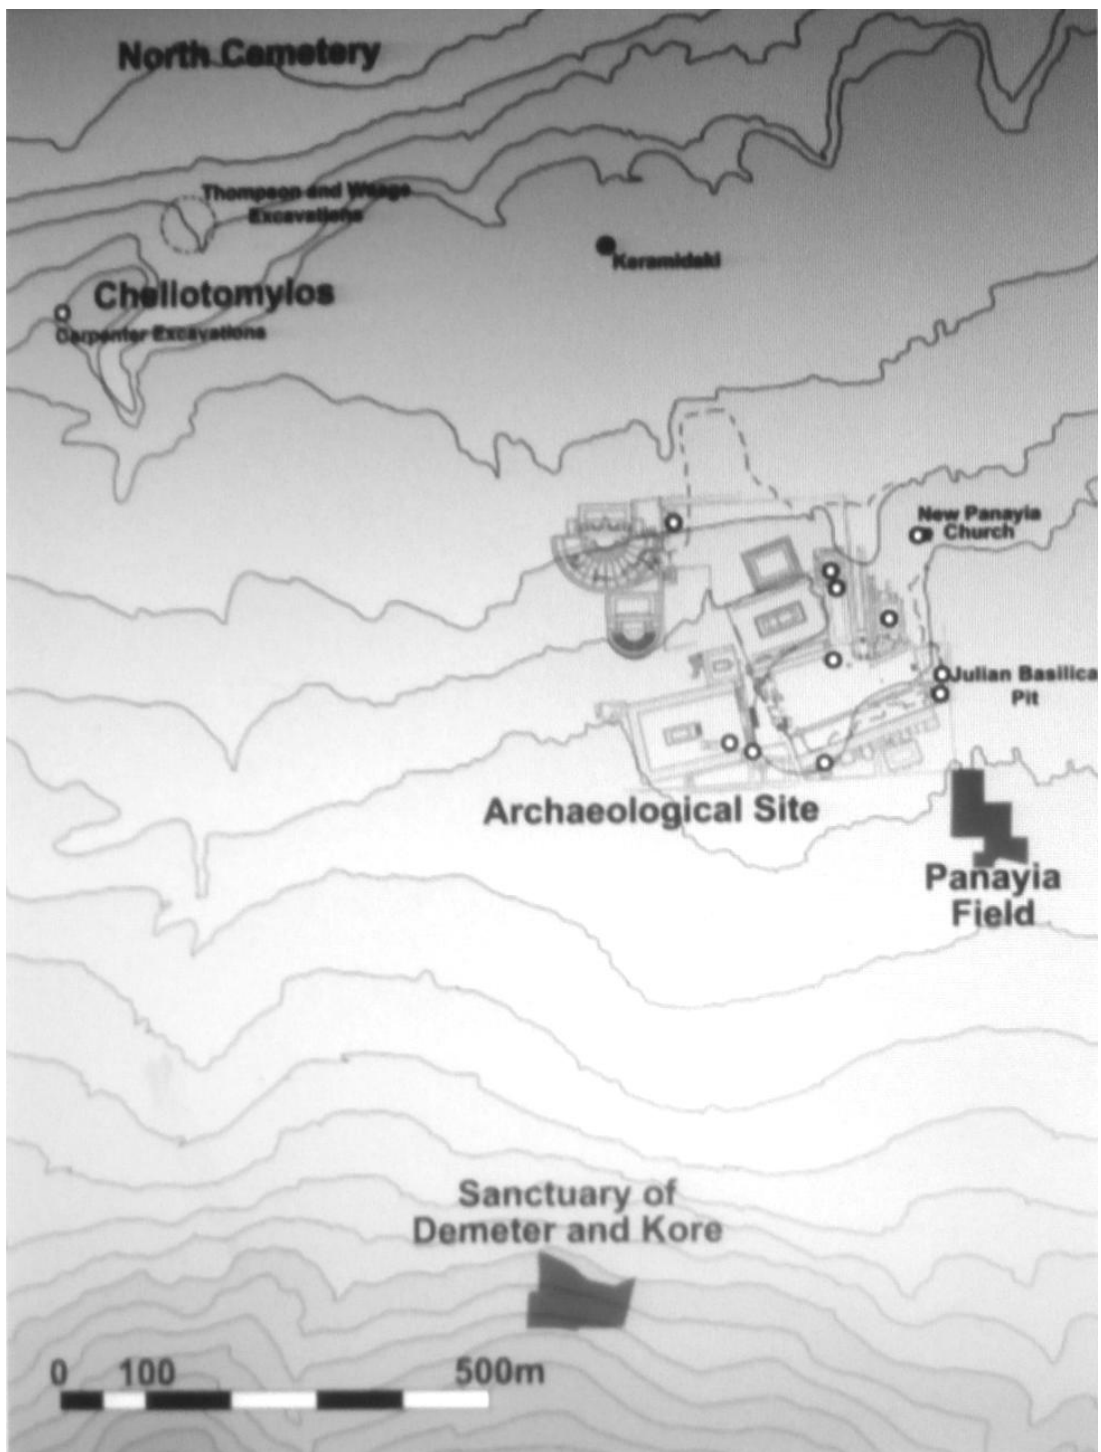 North Cemetery
Thompson and Weage
Excavations
Keramidaki
Cheliotomylos
Carpenter Excavations
New Panayia
Church
Julian Basilica
Pit
Archaeological Site
Panayia
Field
Sanctuary of
Demeter and Kore
0 100 500m